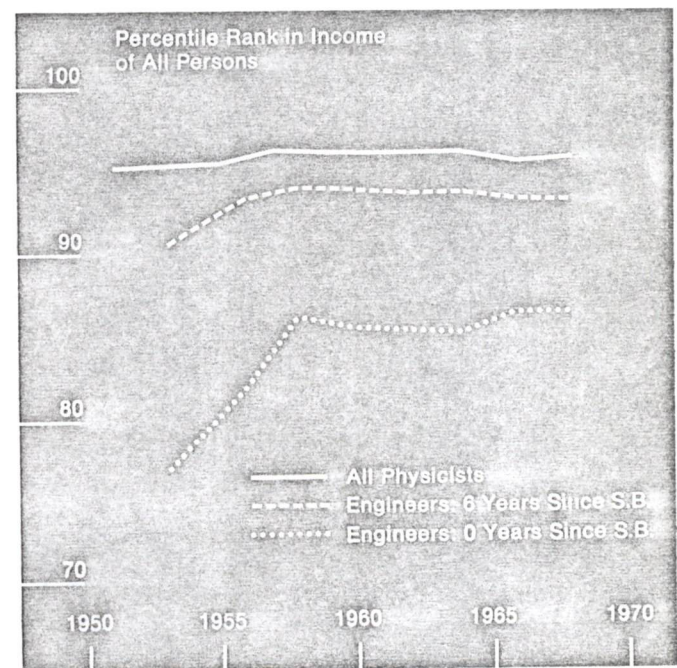 Percentile Rank in Income
of All Persons
100
90
80
All Physicists
Engineers: 6 Years Since S.B.
Engineers: 0 Years Since S.B.
70
1950 1955 1960 1965 1970